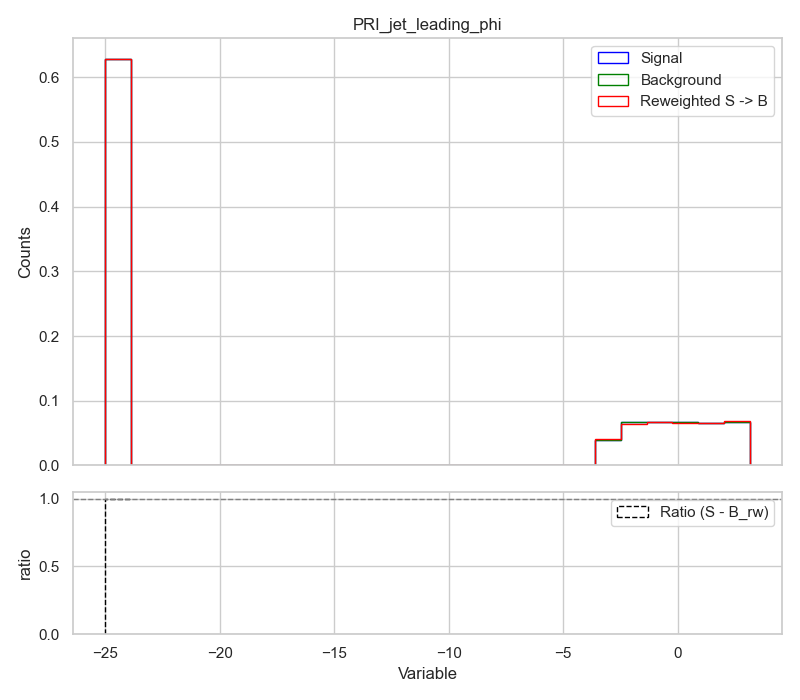 PRI_jet_leading_phi
Signal
Background
Reweighted S -> B
0.6
0.5
0.4
0.3
0.2
0.1
0.0
Counts
Ratio (S - B_rw)
1.0
0.5
0.0
ratio
−25
−20
−15
−10
−5
0
Variable